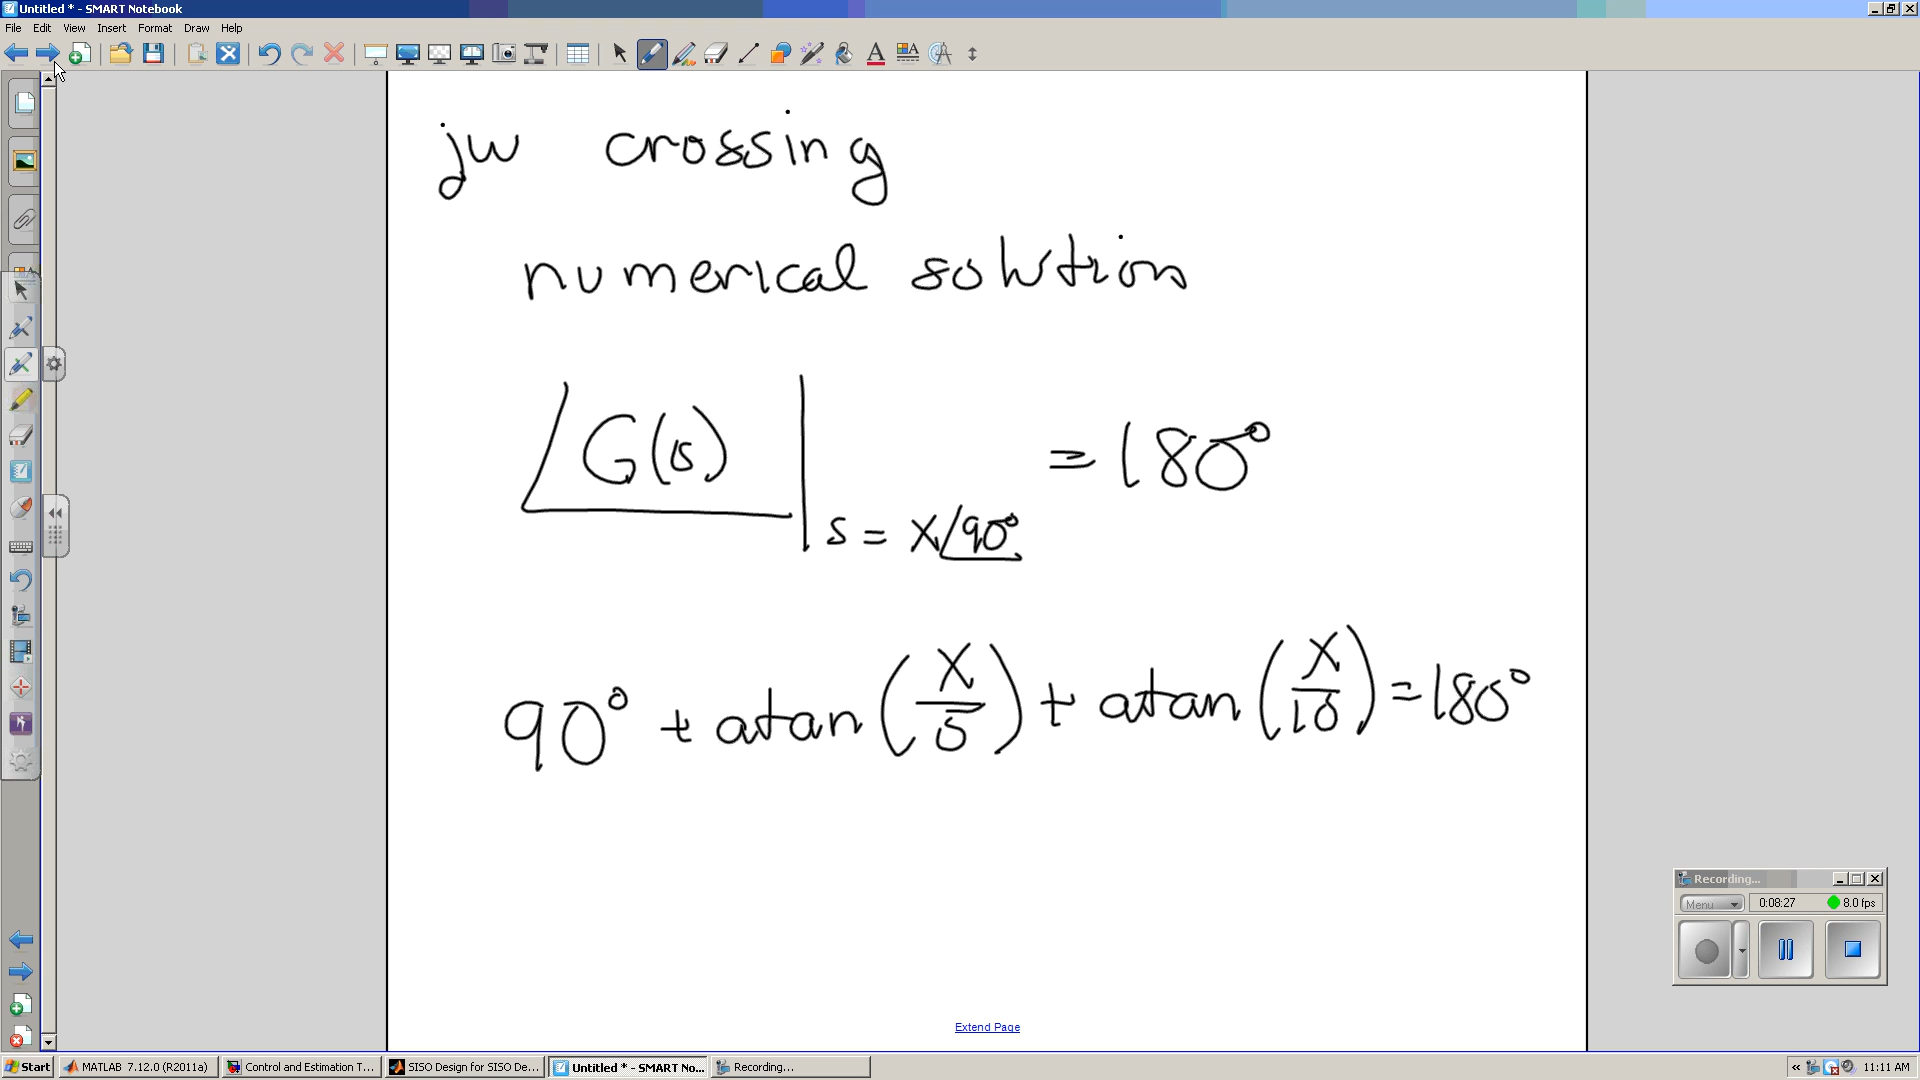 Untitled * - SMART Notebook
File Edit View Insert Format Draw Help
jw crossing
numerical solution
∠G(s)| s = x∠90° = 180°
90° + atan(x/5) + atan(x/10) = 180°
Extend Page
Recording...
Menu 0:08:27 8.0 fps
Start MATLAB 7.12.0 (R2011a) Control and Estimation T... SISO Design for SISO De... Untitled * - SMART No... Recording... « 11:11 AM